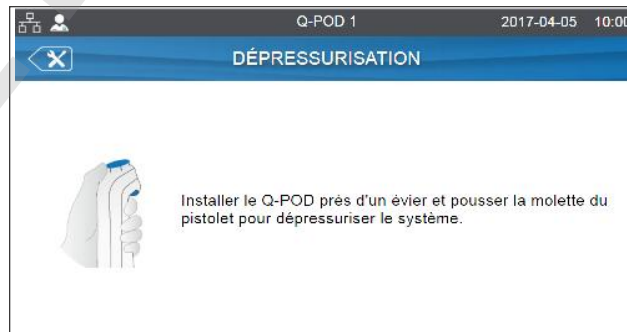 Q-POD 1 2017-04-05 10:00
DÉPRESSURISATION
Installer le Q-POD près d'un évier et pousser la molette du
pistolet pour dépressuriser le système.